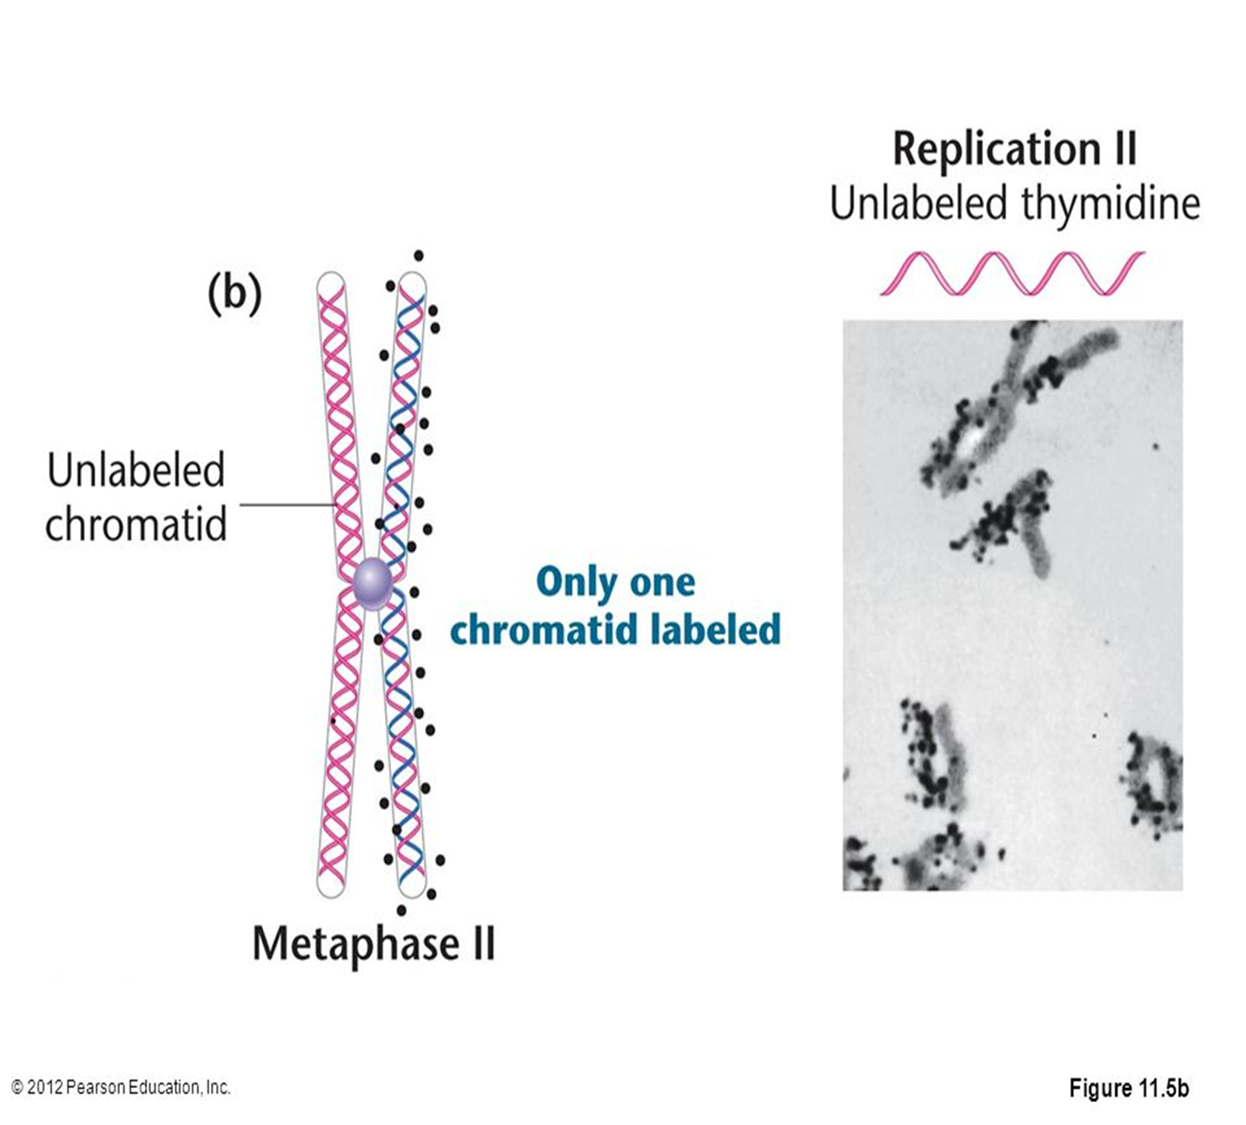 Replication II
Unlabeled thymidine
(b)
Unlabeled
chromatid
Only one
chromatid labeled
Metaphase II
© 2012 Pearson Education, Inc.
Figure 11.5b